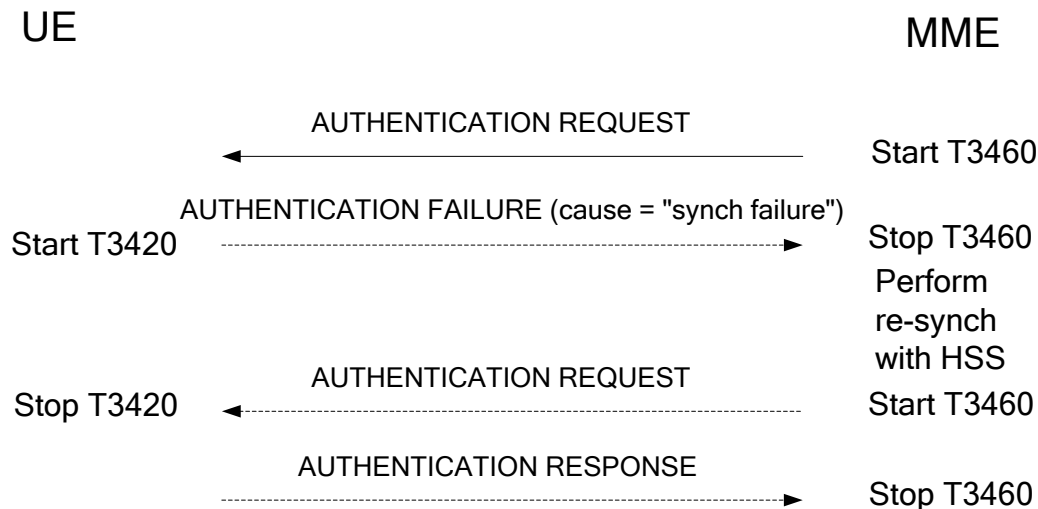 UE
MME
AUTHENTICATION REQUEST
Start T3460
AUTHENTICATION FAILURE (cause = "synch failure")
Start T3420
Stop T3460
Perform
re-synch
with HSS
AUTHENTICATION REQUEST
Stop T3420
Start T3460
AUTHENTICATION RESPONSE
Stop T3460